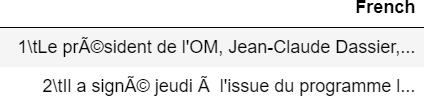 French
1\tLe prÃ©sident de l'OM, Jean-Claude Dassier,...
2\tIl a signÃ© jeudi Ã  l'issue du programme l...